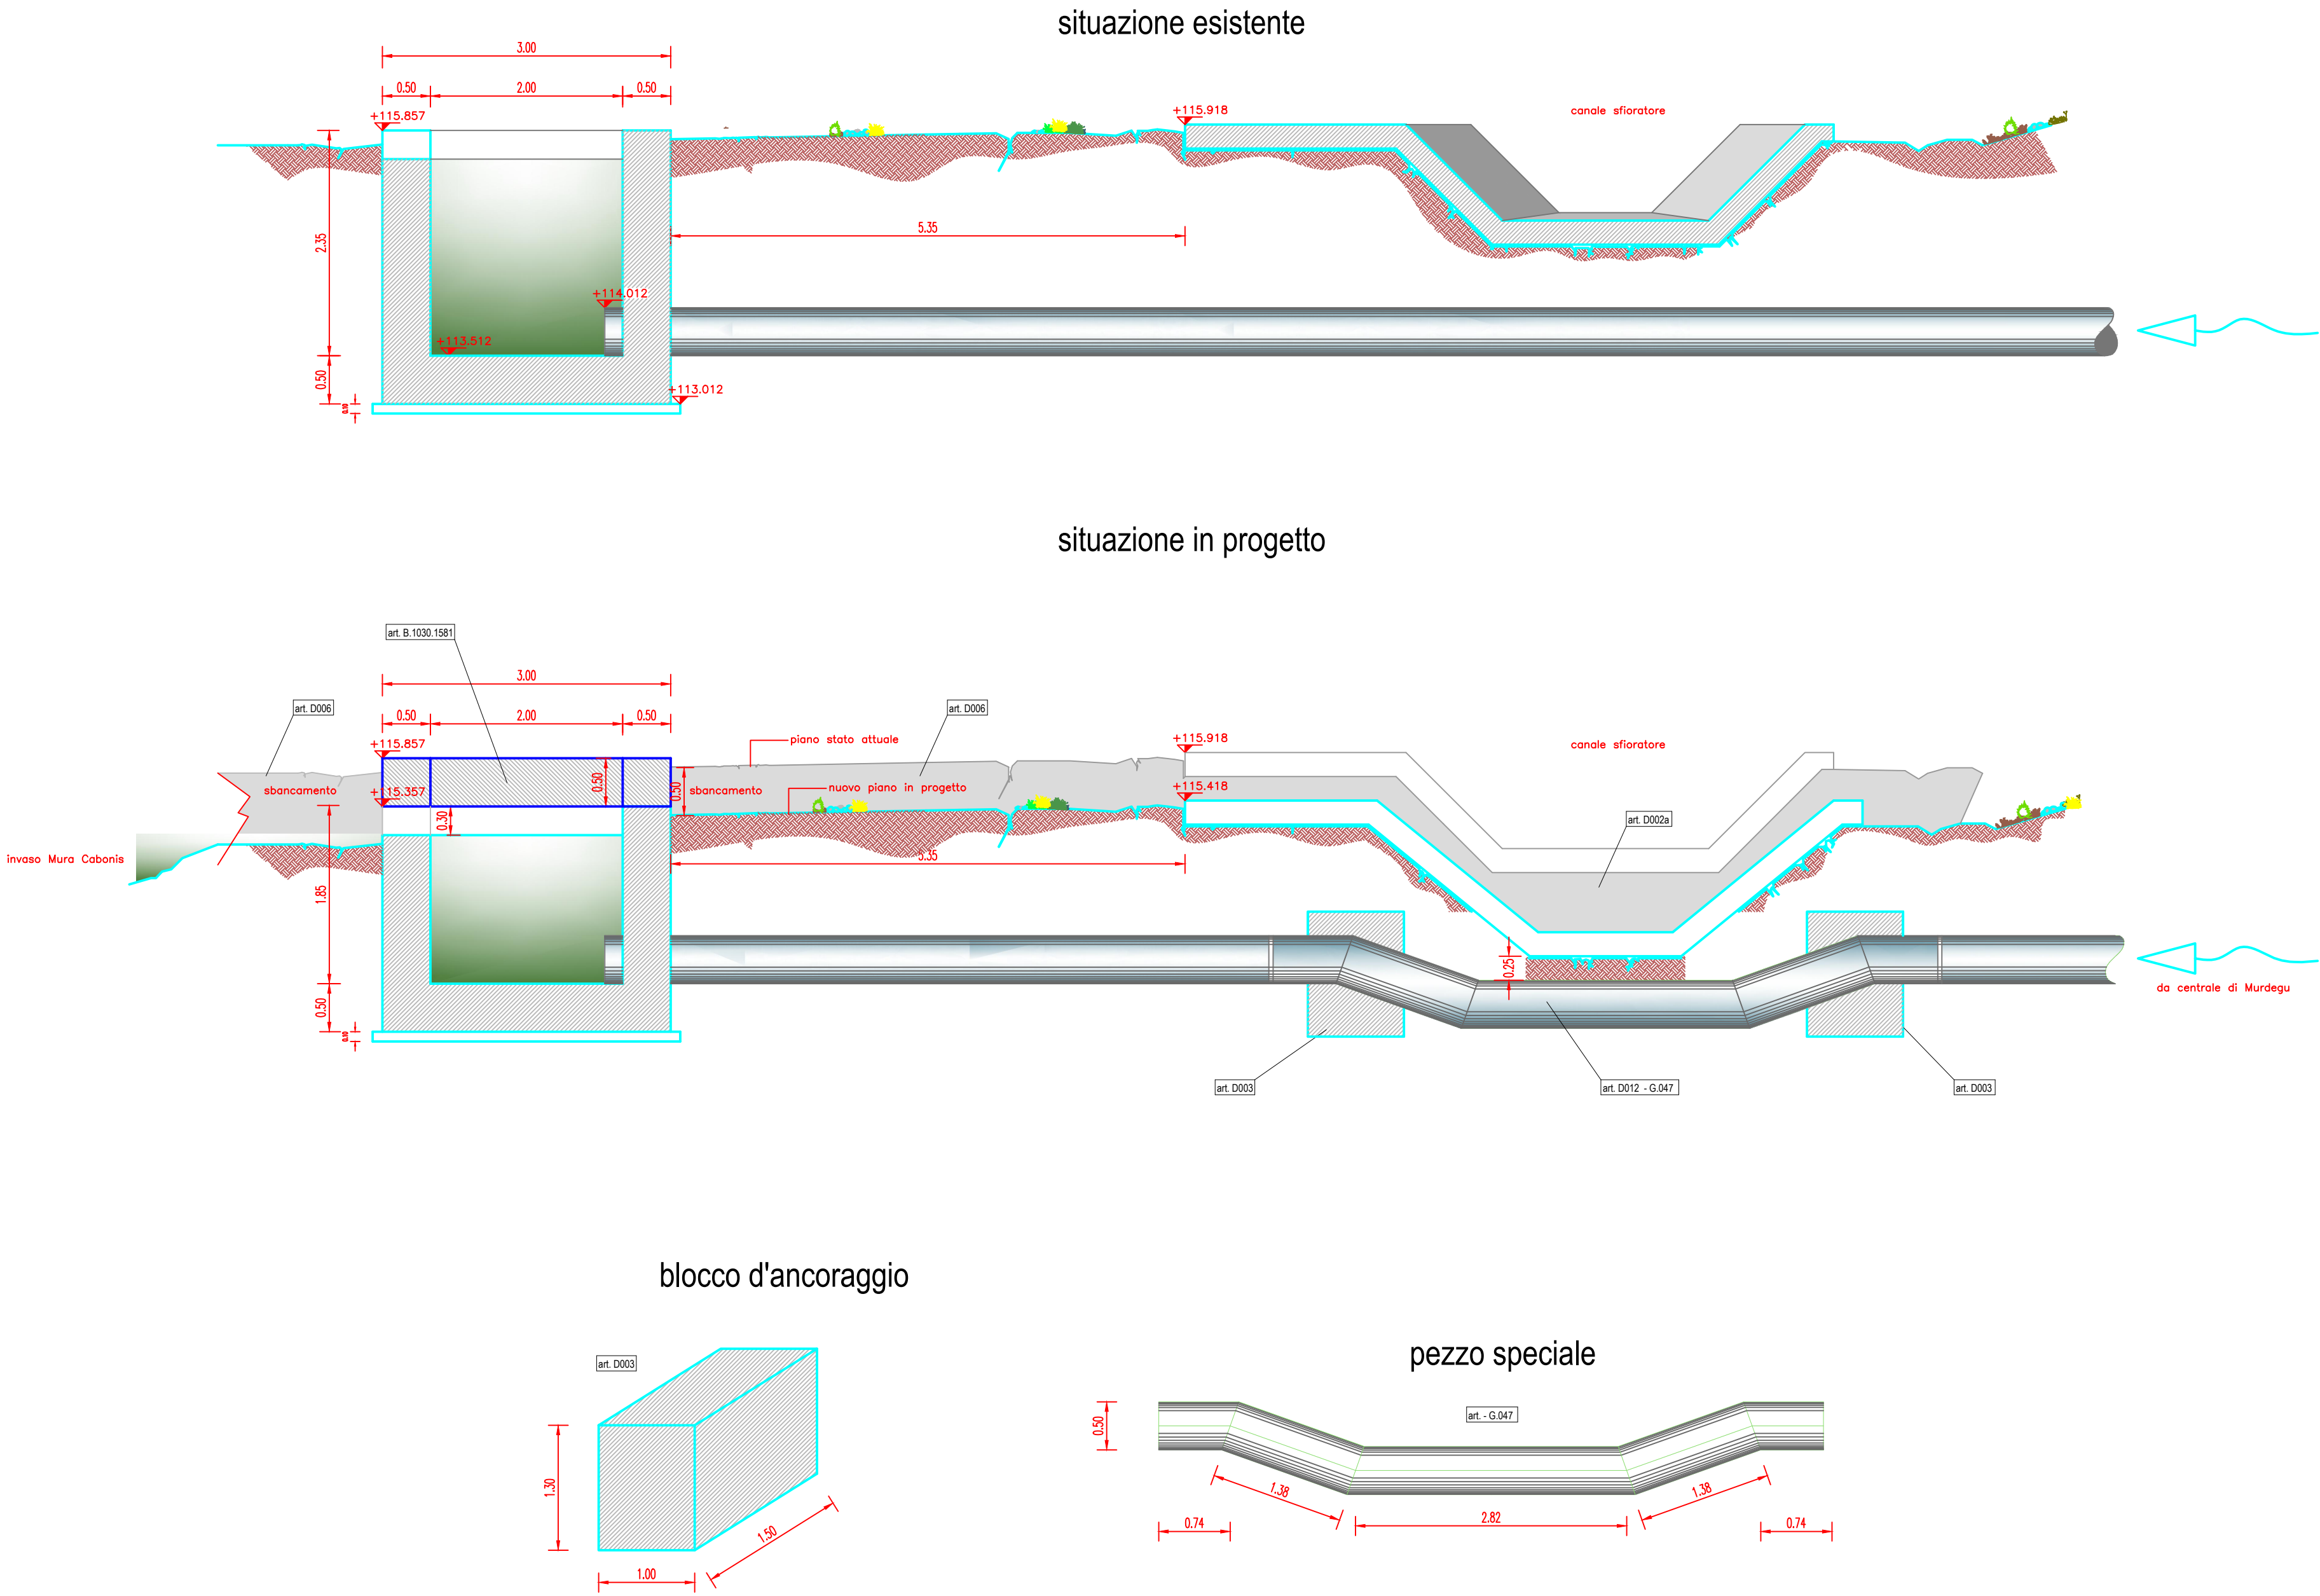 situazione esistente
3.00
0.50
2.00
0.50
+115.857
+115.918
canale sfioratore
2.35
5.35
+114.012
+113.512
0.50
+113.012
0.10
situazione in progetto
art. B.1030.1581
3.00
art. D006
art. D006
0.50
2.00
0.50
+115.857
piano stato attuale
+115.918
canale sfioratore
sbancamento
0.50
0.50
sbancamento
nuovo piano in progetto
+115.357
+115.418
0.30
art. D002a
invaso Mura Cabonis
5.35
1.85
0.25
da centrale di Murdegu
0.50
0.10
art. D003
art. D012 - G.047
art. D003
blocco d'ancoraggio
pezzo speciale
art. D003
art. - G.047
0.50
1.30
1.38
1.38
2.82
0.74
0.74
1.50
1.00